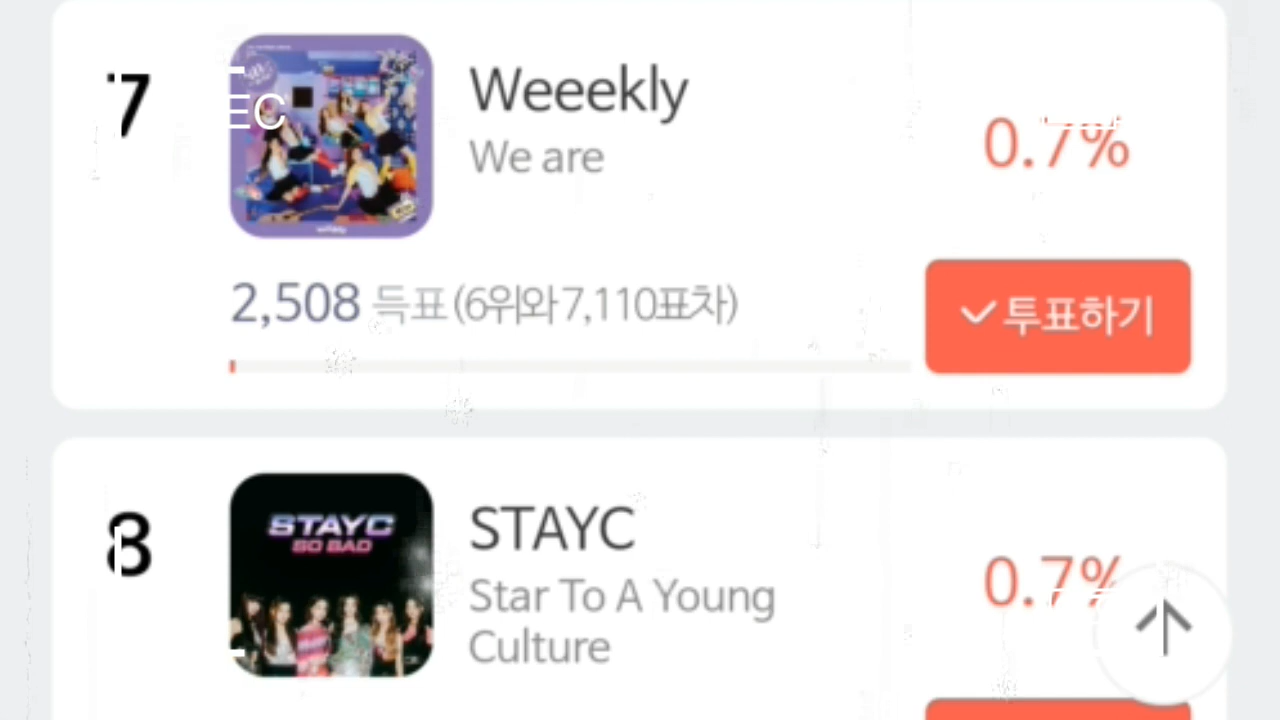 7
EC
Weeekly
We are
0.7%
2,508 득표 (6위와 7,110표차)
투표하기
8
STAYC
SO BAD
STAYC
Star To A Young
Culture
0.7%